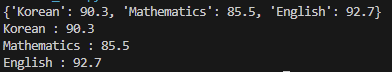 {'Korean': 90.3, 'Mathematics': 85.5, 'English': 92.7}
Korean : 90.3
Mathematics : 85.5
English : 92.7